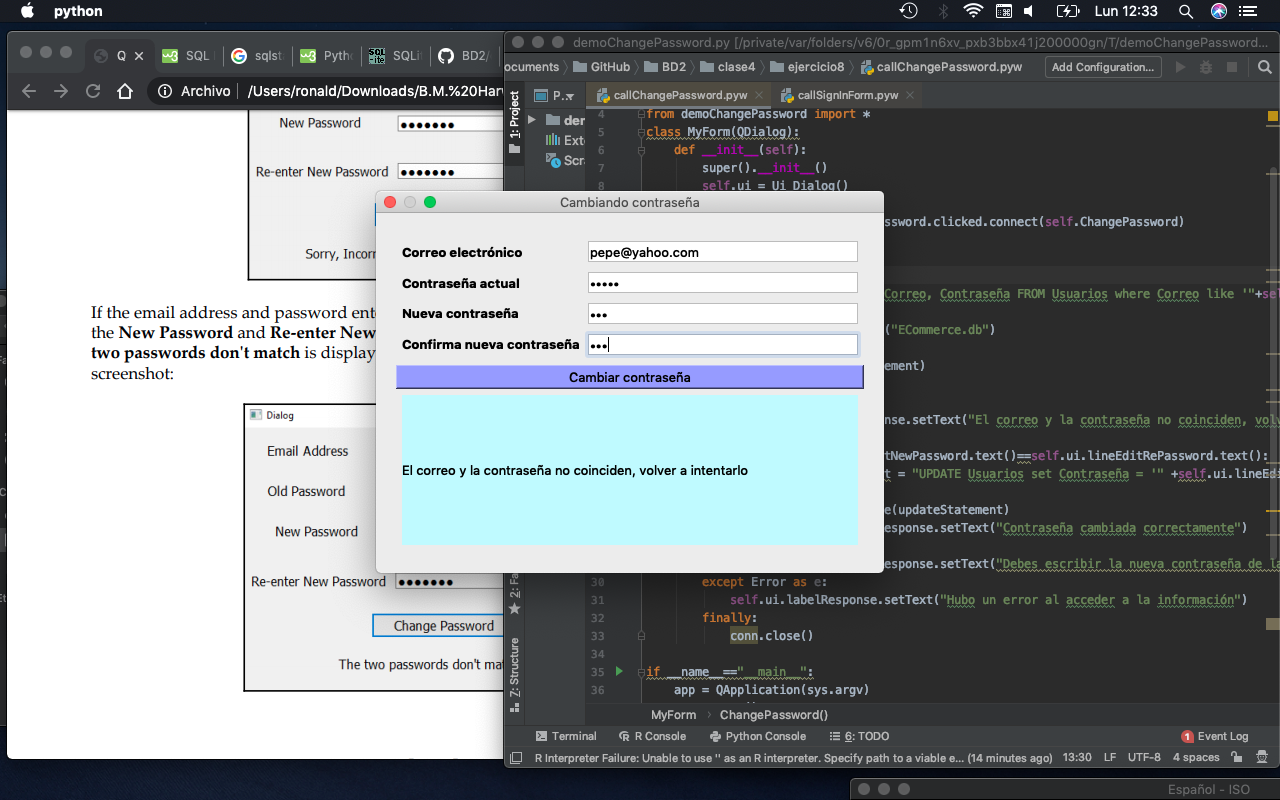 python
Lun 12:33
Q
SQL
sqlst
Pytho
SQLit
BD2/
Archivo
/Users/ronald/Downloads/B.M.%20Har
New Password
Re-enter New Password
Sorry, Incorr
If the email address and password ent
the New Password and Re-enter New
two passwords don't match is display
screenshot:
Dialog
Email Address
Old Password
New Password
Re-enter New Password
Change Password
The two passwords don't mat
demoChangePassword.py [/private/var/folders/v6/0r_gpm1n6xv_pxb3bbx41j200000gn/T/demoChangePassword...
ocuments
GitHub
BD2
clase4
ejercicio8
callChangePassword.pyw
Add Configuration...
1: Project
P..
callChangePassword.pyw
callSignInForm.pyw
der
Exte
Scra
4 from demoChangePassword import *
5 class MyForm(QDialog):
6 def __init__(self):
7 super().__init__()
8 self.ui = Ui_Dialog()
ssword.clicked.connect(self.ChangePassword)
Correo, Contraseña FROM Usuarios where Correo like '"+sel
("ECommerce.db")
ement)
nse.setText("El correo y la contraseña no coinciden, volv
tNewPassword.text()==self.ui.lineEditRePassword.text():
t = "UPDATE Usuarios set Contraseña = '" +self.ui.lineEdi
e(updateStatement)
esponse.setText("Contraseña cambiada correctamente")
esponse.setText("Debes escribir la nueva contraseña de la
30 except Error as e:
31 self.ui.labelResponse.setText("Hubo un error al acceder a la información")
32 finally:
33 conn.close()
34
35 if __name__=="__main__":
36 app = QApplication(sys.argv)
MyForm
ChangePassword()
2: Fa
7: Structure
Terminal
R Console
Python Console
6: TODO
1 Event Log
R Interpreter Failure: Unable to use '' as an R interpreter. Specify path to a viable e... (14 minutes ago)
13:30
LF
UTF-8
4 spaces
Español - ISO
Cambiando contraseña
Correo electrónico
pepe@yahoo.com
Contraseña actual
•••••
Nueva contraseña
•••
Confirma nueva contraseña
•••
Cambiar contraseña
El correo y la contraseña no coinciden, volver a intentarlo